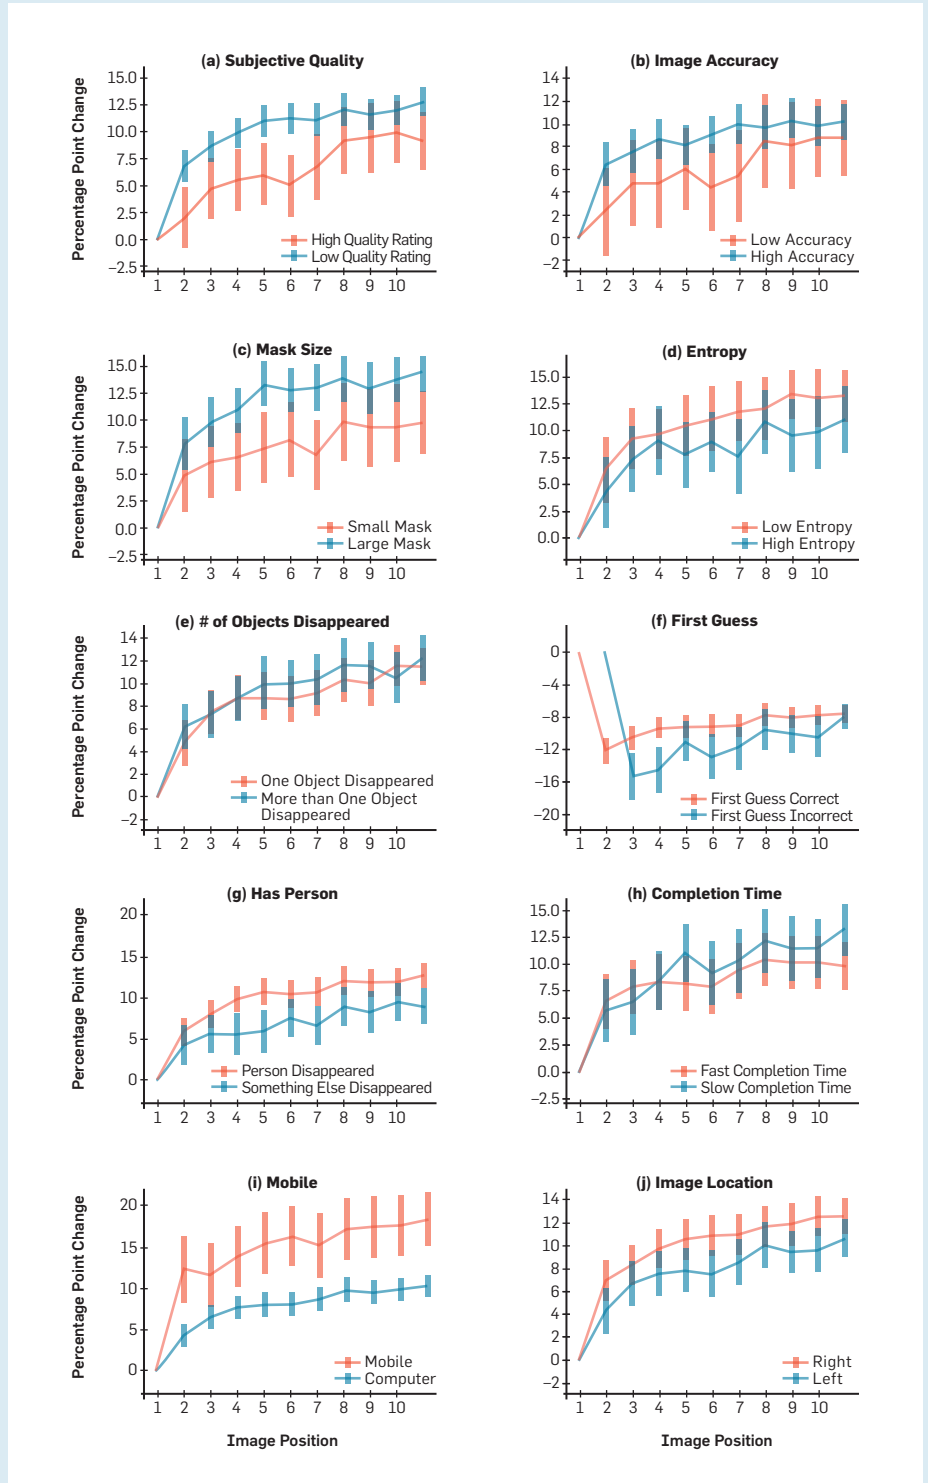 (a) Subjective Quality
Percentage Point Change
15.0
12.5
10.0
7.5
5.0
2.5
0.0
–2.5
High Quality Rating
Low Quality Rating
1 2 3 4 5 6 7 8 9 10
(b) Image Accuracy
14
12
10
8
6
4
2
0
–2
Low Accuracy
High Accuracy
1 2 3 4 5 6 7 8 9 10
(c) Mask Size
Percentage Point Change
15.0
12.5
10.0
7.5
5.0
2.5
0.0
–2.5
Small Mask
Large Mask
1 2 3 4 5 6 7 8 9 10
(d) Entropy
15.0
12.5
10.0
7.5
5.0
2.5
0.0
Low Entropy
High Entropy
1 2 3 4 5 6 7 8 9 10
(e) # of Objects Disappeared
Percentage Point Change
14
12
10
8
6
4
2
0
–2
One Object Disappeared
More than One Object
Disappeared
1 2 3 4 5 6 7 8 9 10
(f) First Guess
0
–4
–8
–12
–16
–20
First Guess Correct
First Guess Incorrect
1 2 3 4 5 6 7 8 9 10
(g) Has Person
Percentage Point Change
20
15
10
5
0
Person Disappeared
Something Else Disappeared
1 2 3 4 5 6 7 8 9 10
(h) Completion Time
15.0
12.5
10.0
7.5
5.0
2.5
0.0
–2.5
Fast Completion Time
Slow Completion Time
1 2 3 4 5 6 7 8 9 10
(i) Mobile
Percentage Point Change
20
15
10
5
0
Mobile
Computer
1 2 3 4 5 6 7 8 9 10
Image Position
(j) Image Location
14
12
10
8
6
4
2
0
–2
Right
Left
1 2 3 4 5 6 7 8 9 10
Image Position